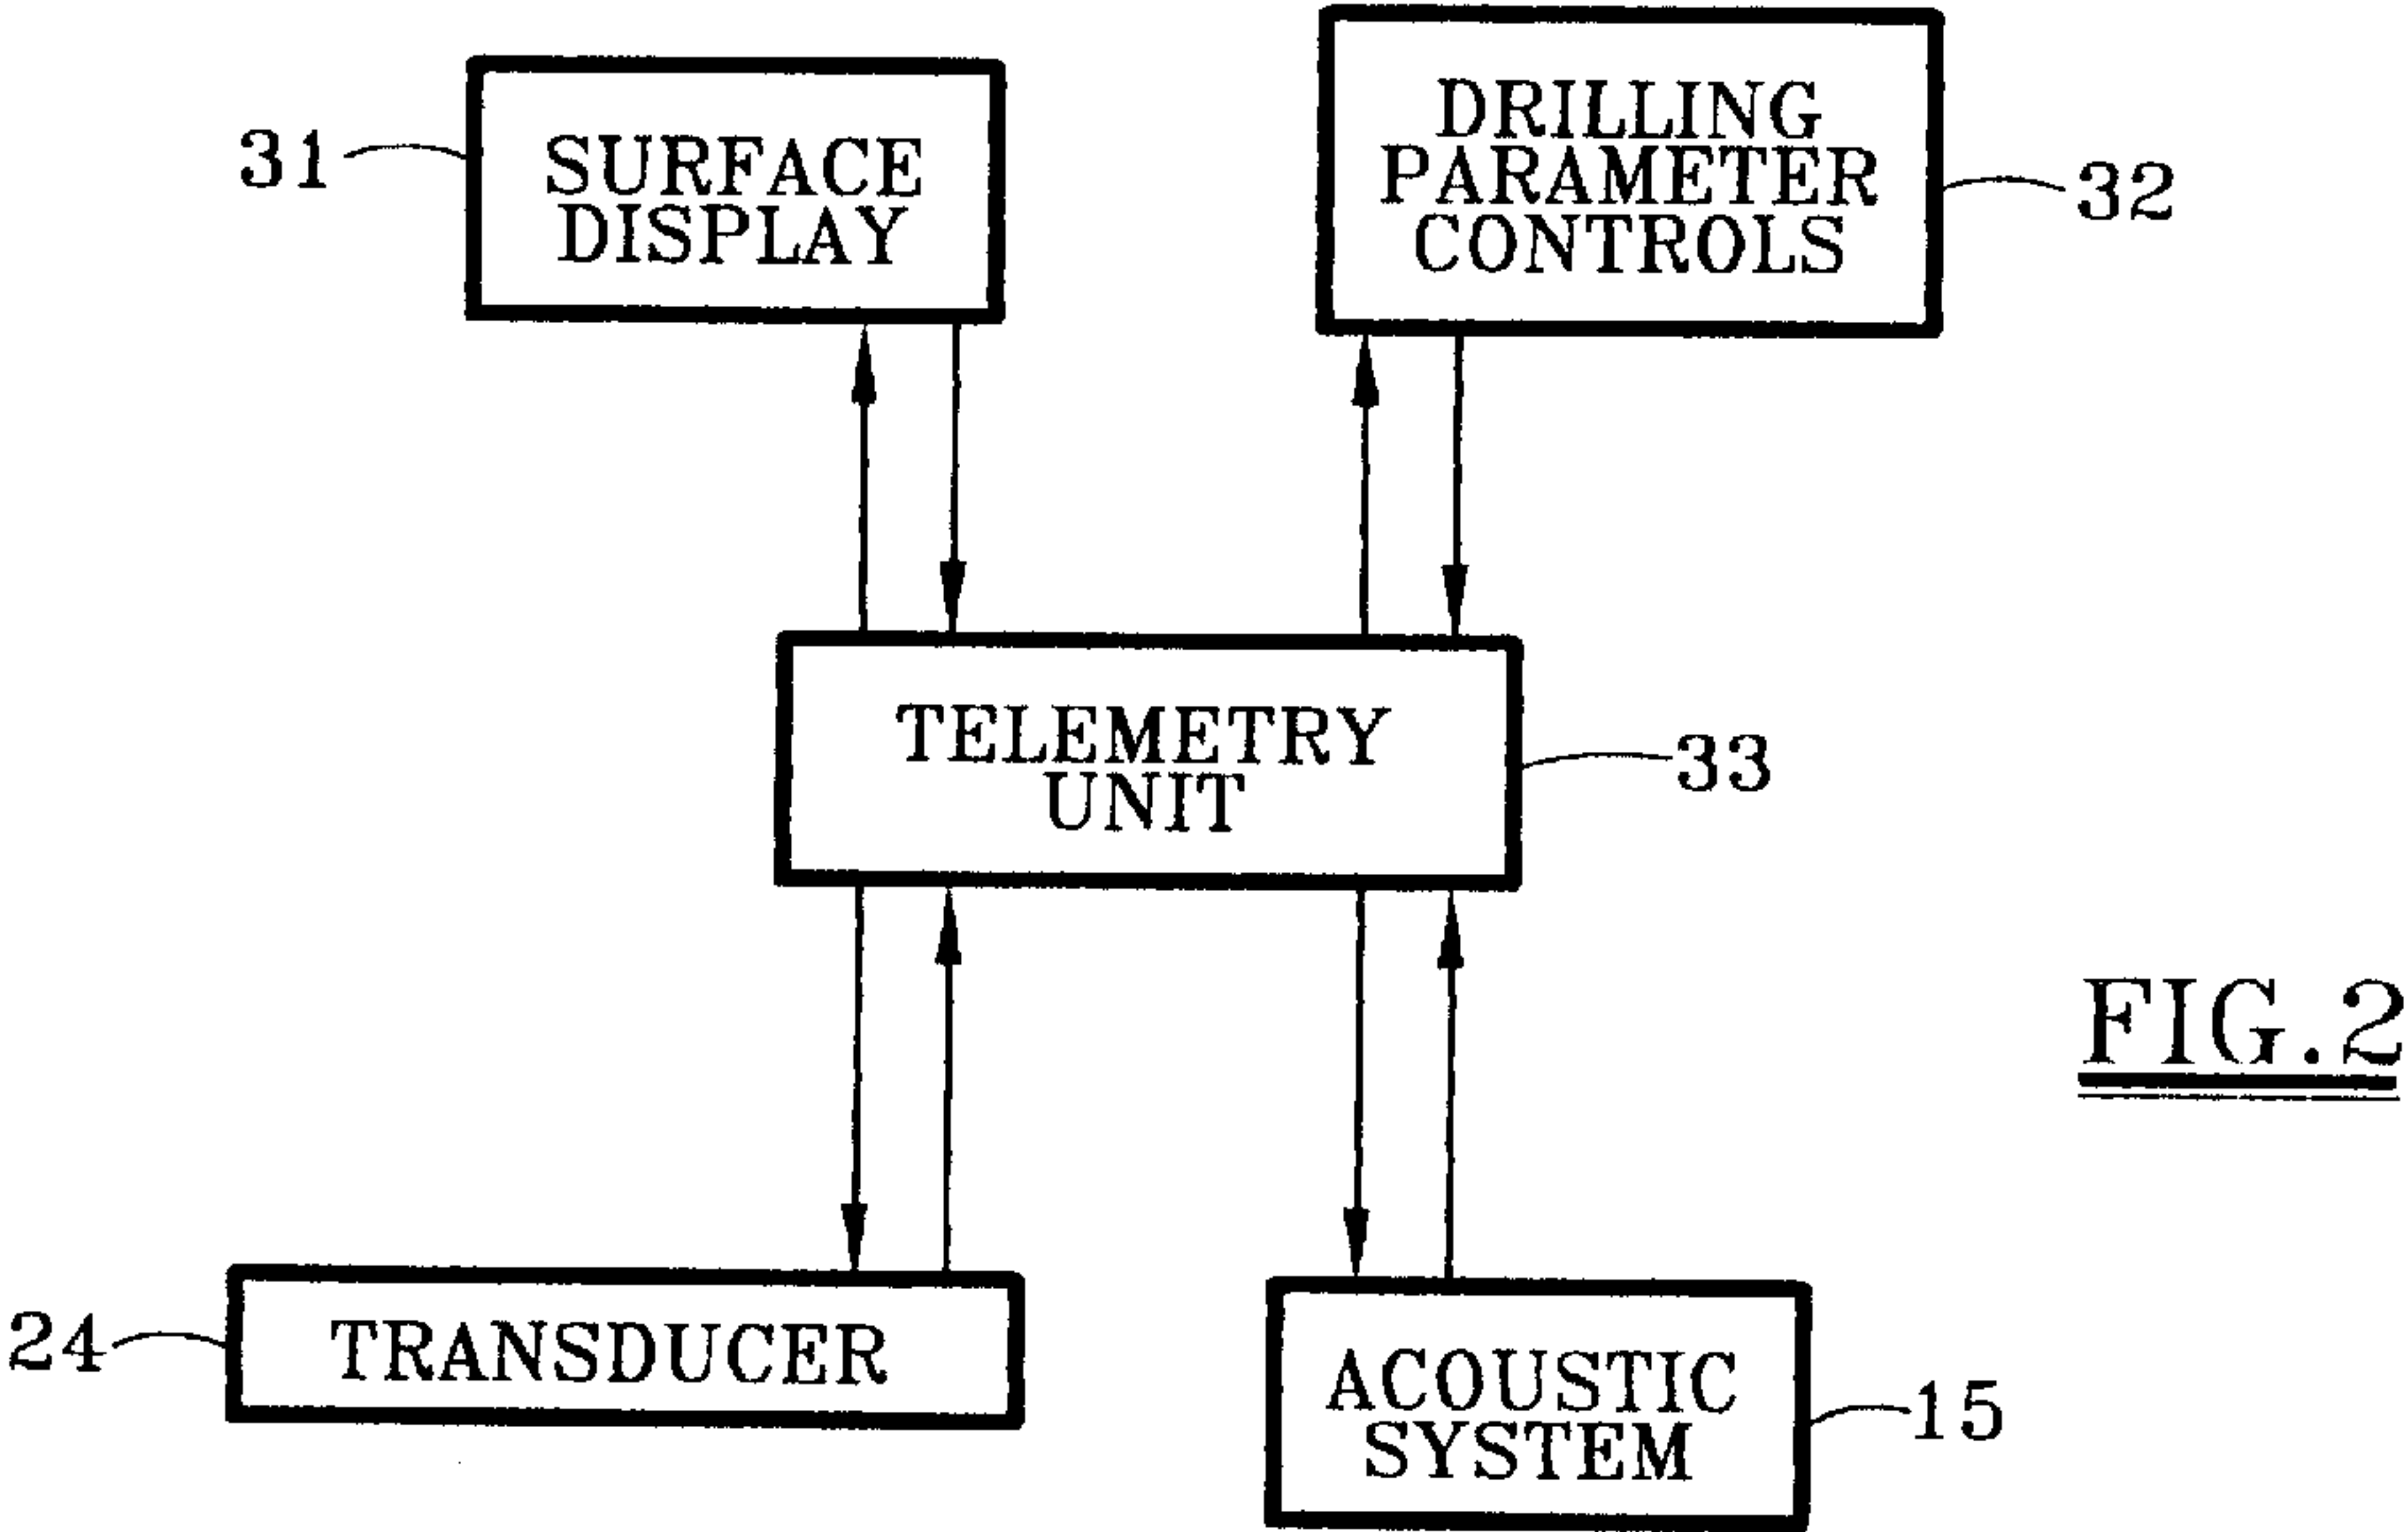 31
SURFACE
DISPLAY
DRILLING
PARAMETER
CONTROLS
32
TELEMETRY
UNIT
33
FIG.2
24
TRANSDUCER
ACOUSTIC
SYSTEM
15